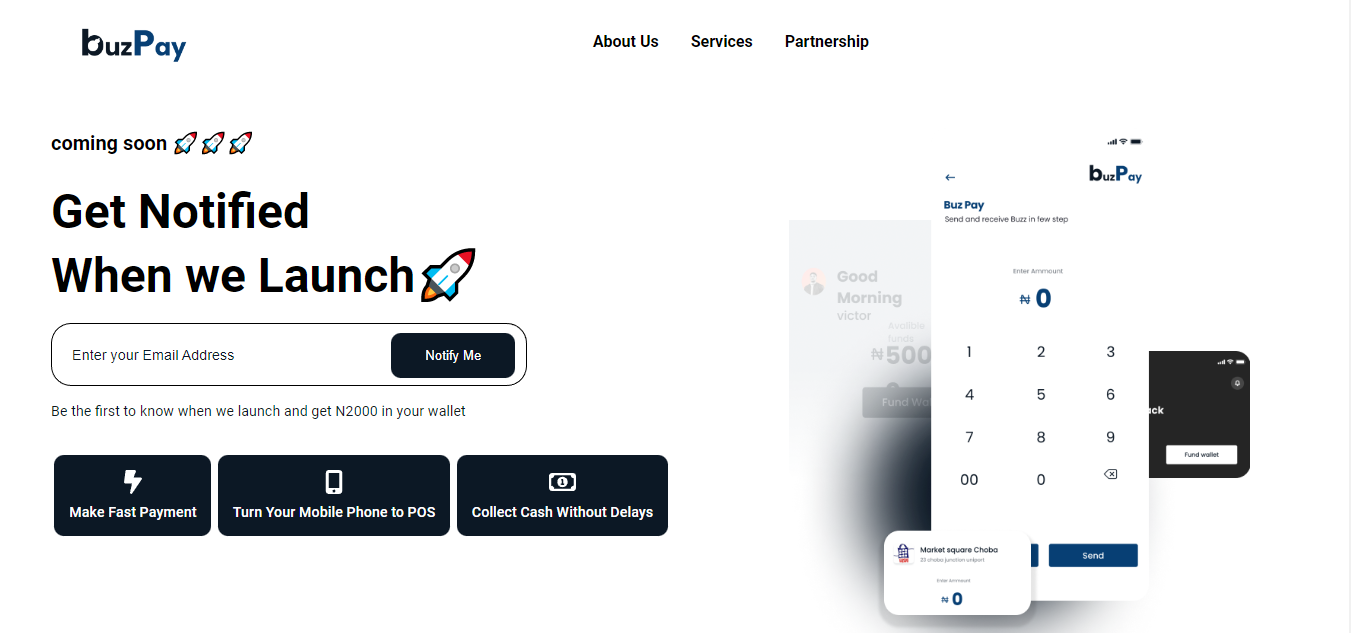 buzPay
About Us Services Partnership
coming soon 🚀🚀🚀
Get Notified
When we Launch🚀
Enter your Email Address
Notify Me
Be the first to know when we launch and get N2000 in your wallet
Make Fast Payment
Turn Your Mobile Phone to POS
Collect Cash Without Delays
buzPay
Buz Pay
Send and receive Buzz in few step
Enter Ammount
₦ 0
1 2 3
4 5 6
7 8 9
00 0
Send
Good
Morning
victor
Avalible
funds
₦500
Fund Wo
Fund wallet
Market square Choba
23 choba junction uniport
Enter Ammount
₦ 0